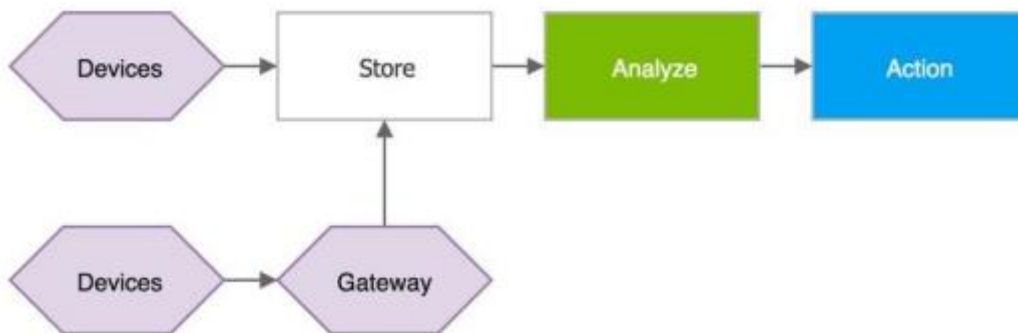 Devices
Store
Analyze
Action
Devices
Gateway